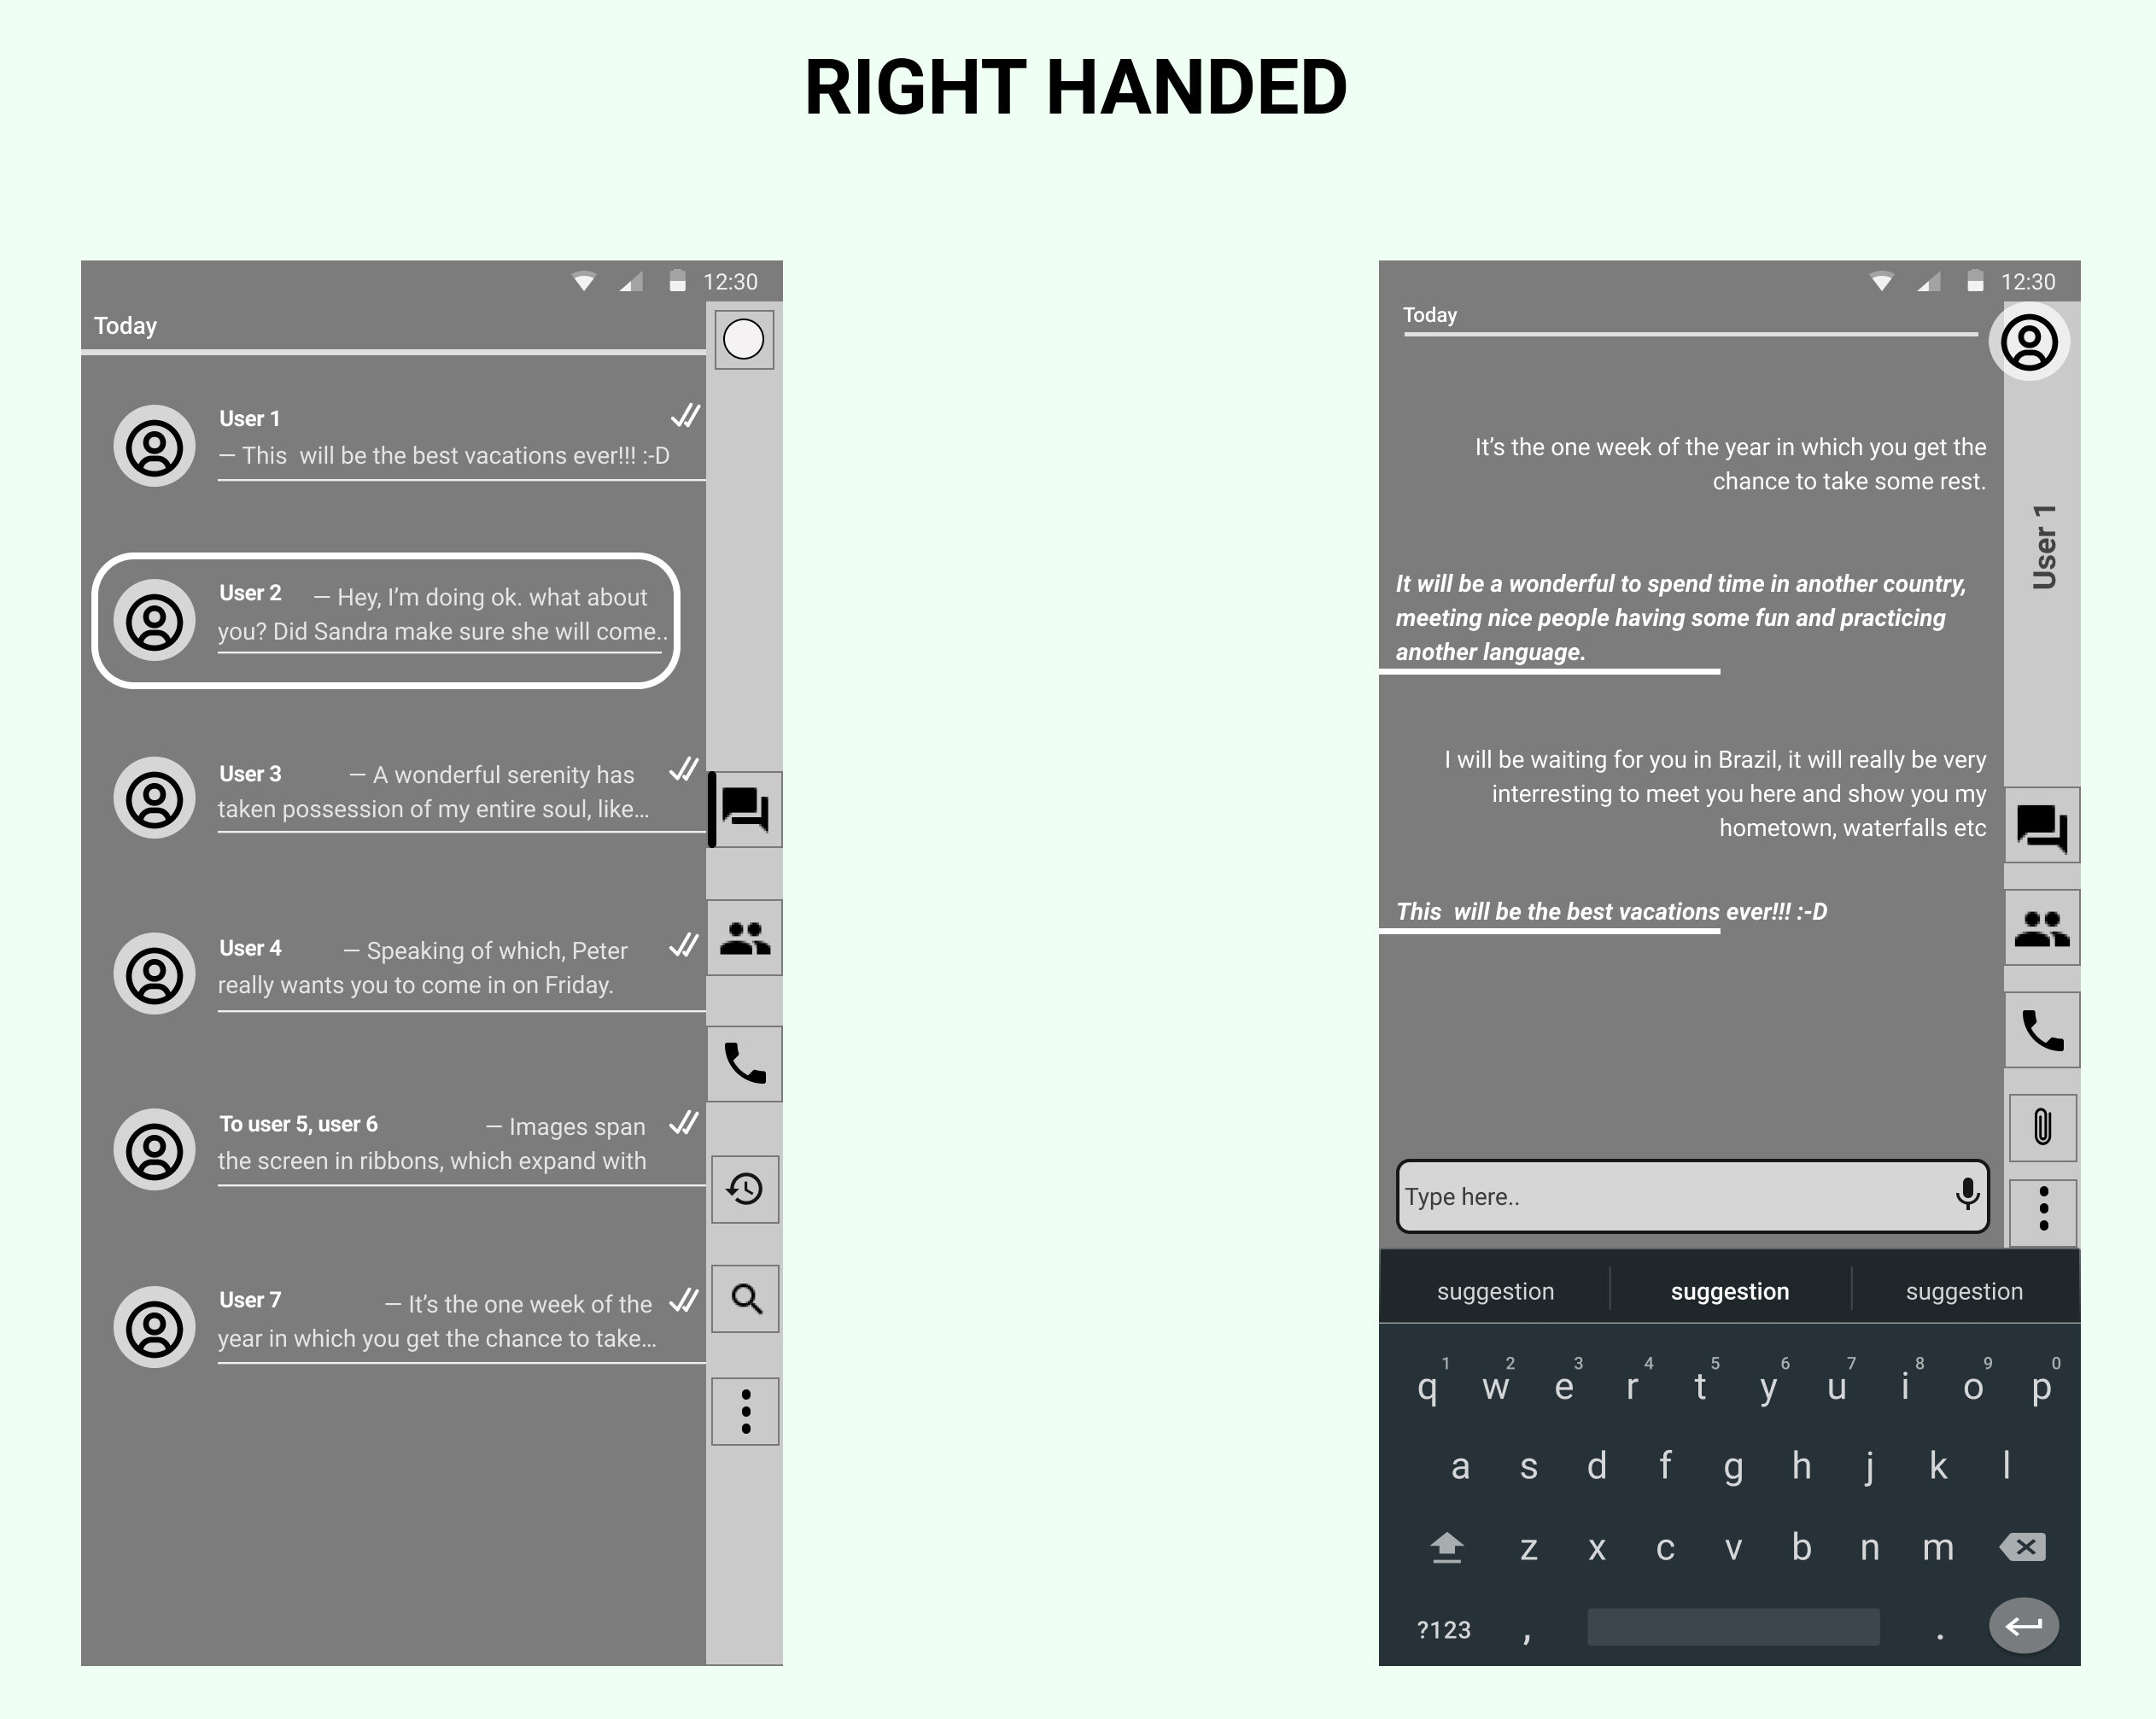 RIGHT HANDED
12:30
Today
User 1
— This  will be the best vacations ever!!! :-D
User 2 — Hey, I’m doing ok. what about
you? Did Sandra make sure she will come..
User 3 — A wonderful serenity has
taken possession of my entire soul, like...
User 4 — Speaking of which, Peter
really wants you to come in on Friday.
To user 5, user 6 — Images span
the screen in ribbons, which expand with
User 7 — It’s the one week of the
year in which you get the chance to take...
12:30
Today
User 1
It’s the one week of the year in which you get the
chance to take some rest.
It will be a wonderful to spend time in another country,
meeting nice people having some fun and practicing
another language.
I will be waiting for you in Brazil, it will really be very
interresting to meet you here and show you my
hometown, waterfalls etc
This  will be the best vacations ever!!! :-D
Type here..
suggestion suggestion suggestion
1 2 3 4 5 6 7 8 9 0
q w e r t y u i o p
a s d f g h j k l
z x c v b n m
?123 , .